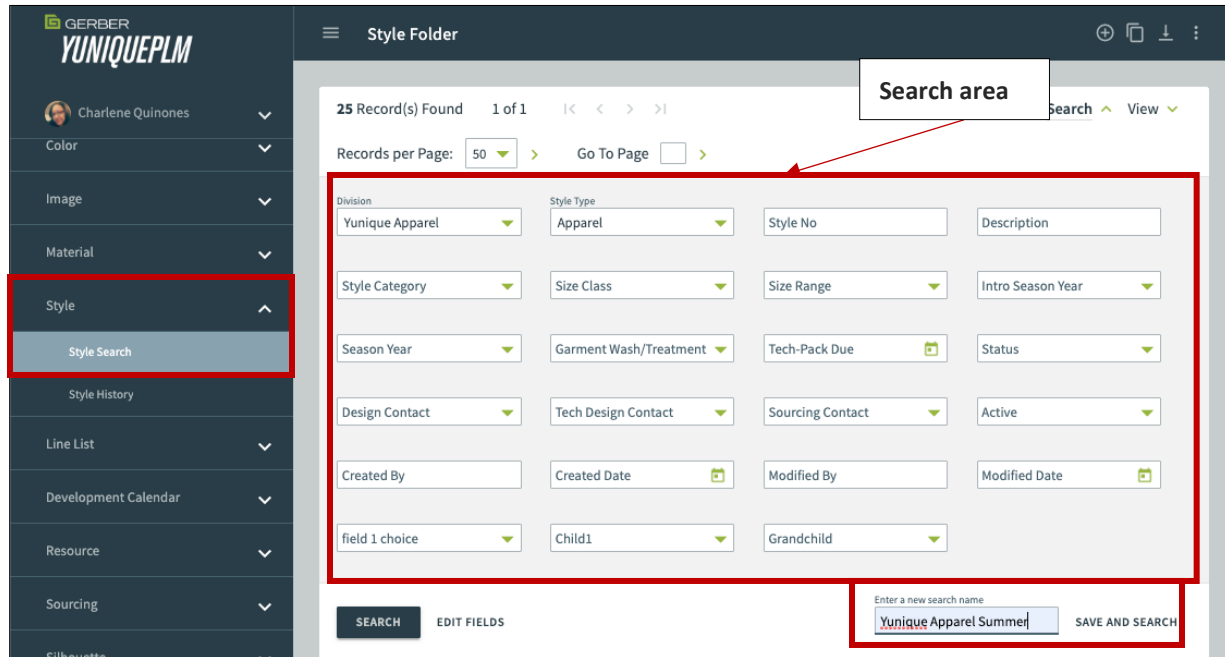 GERBER
YUNIQUEPLM
Style Folder
Charlene Quinones
Color
Image
Material
Style
Style Search
Style History
Line List
Development Calendar
Resource
Sourcing
Silhouette
Search area
25 Record(s) Found 1 of 1 Search View
Records per Page: 50 Go To Page
Division Style Type
Yunique Apparel Apparel Style No Description
Style Category Size Class Size Range Intro Season Year
Season Year Garment Wash/Treatment Tech-Pack Due Status
Design Contact Tech Design Contact Sourcing Contact Active
Created By Created Date Modified By Modified Date
field 1 choice Child1 Grandchild
Enter a new search name
SEARCH EDIT FIELDS Yunique Apparel Summer SAVE AND SEARCH